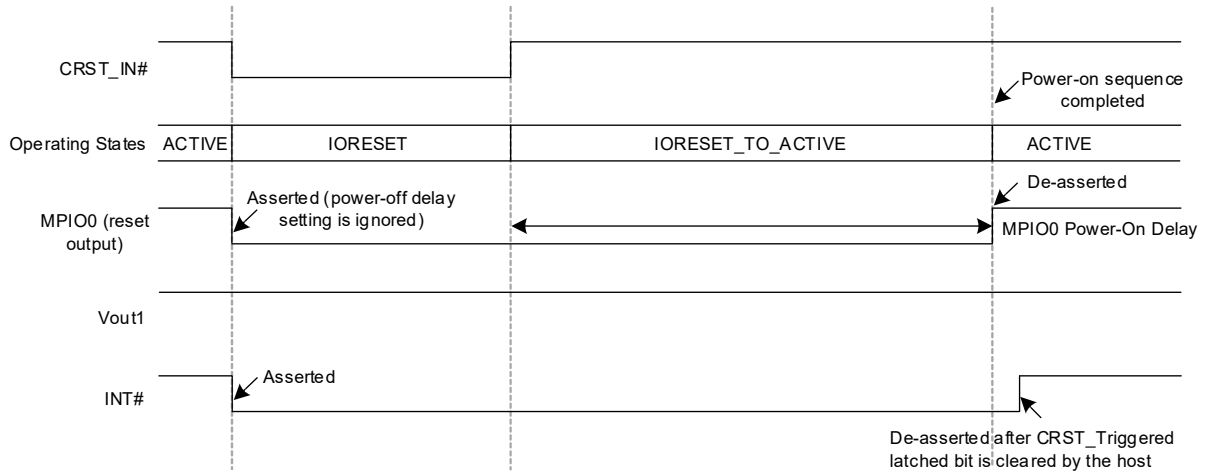 CRST_IN#
Power-on sequence
completed
Operating States
ACTIVE
IORESET
IORESET_TO_ACTIVE
ACTIVE
Asserted (power-off delay
setting is ignored)
De-asserted
MPIO0 (reset
output)
MPIO0 Power-On Delay
Vout1
Asserted
INT#
De-asserted after CRST_Triggered
latched bit is cleared by the host